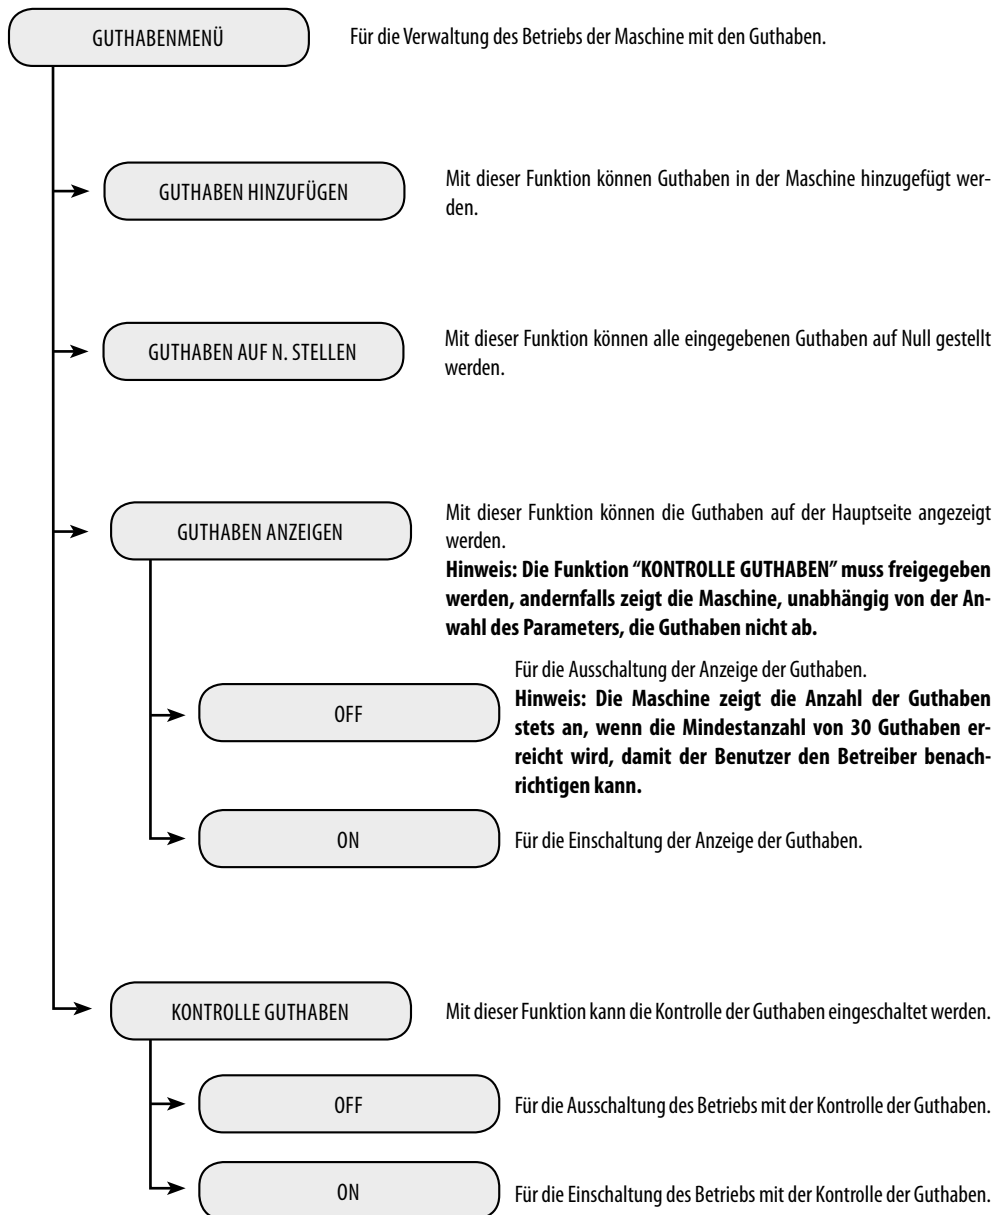 GUTHABENMENÜ
Für die Verwaltung des Betriebs der Maschine mit den Guthaben.
GUTHABEN HINZUFÜGEN
Mit dieser Funktion können Guthaben in der Maschine hinzugefügt wer-
den.
GUTHABEN AUF N. STELLEN
Mit dieser Funktion können alle eingegebenen Guthaben auf Null gestellt
werden.
GUTHABEN ANZEIGEN
Mit dieser Funktion können die Guthaben auf der Hauptseite angezeigt
werden.
Hinweis: Die Funktion “KONTROLLE GUTHABEN” muss freigegeben
werden, andernfalls zeigt die Maschine, unabhängig von der An-
wahl des Parameters, die Guthaben nicht ab.
OFF
Für die Ausschaltung der Anzeige der Guthaben.
Hinweis: Die Maschine zeigt die Anzahl der Guthaben
stets an, wenn die Mindestanzahl von 30 Guthaben er-
reicht wird, damit der Benutzer den Betreiber benach-
richtigen kann.
ON
Für die Einschaltung der Anzeige der Guthaben.
KONTROLLE GUTHABEN
Mit dieser Funktion kann die Kontrolle der Guthaben eingeschaltet werden.
OFF
Für die Ausschaltung des Betriebs mit der Kontrolle der Guthaben.
ON
Für die Einschaltung des Betriebs mit der Kontrolle der Guthaben.